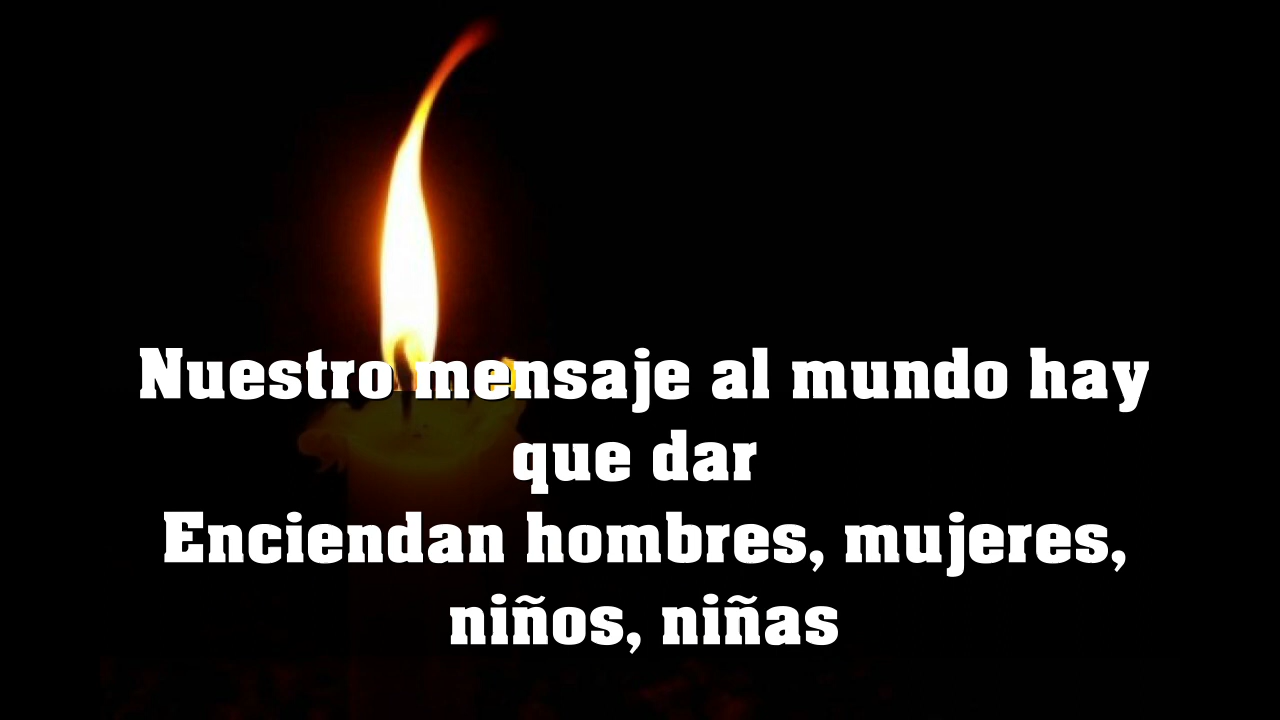 Nuestro mensaje al mundo hay
que dar
Enciendan hombres, mujeres,
niños, niñas